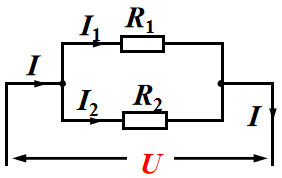 I₁ R₁
I
I₂ R₂ I
U